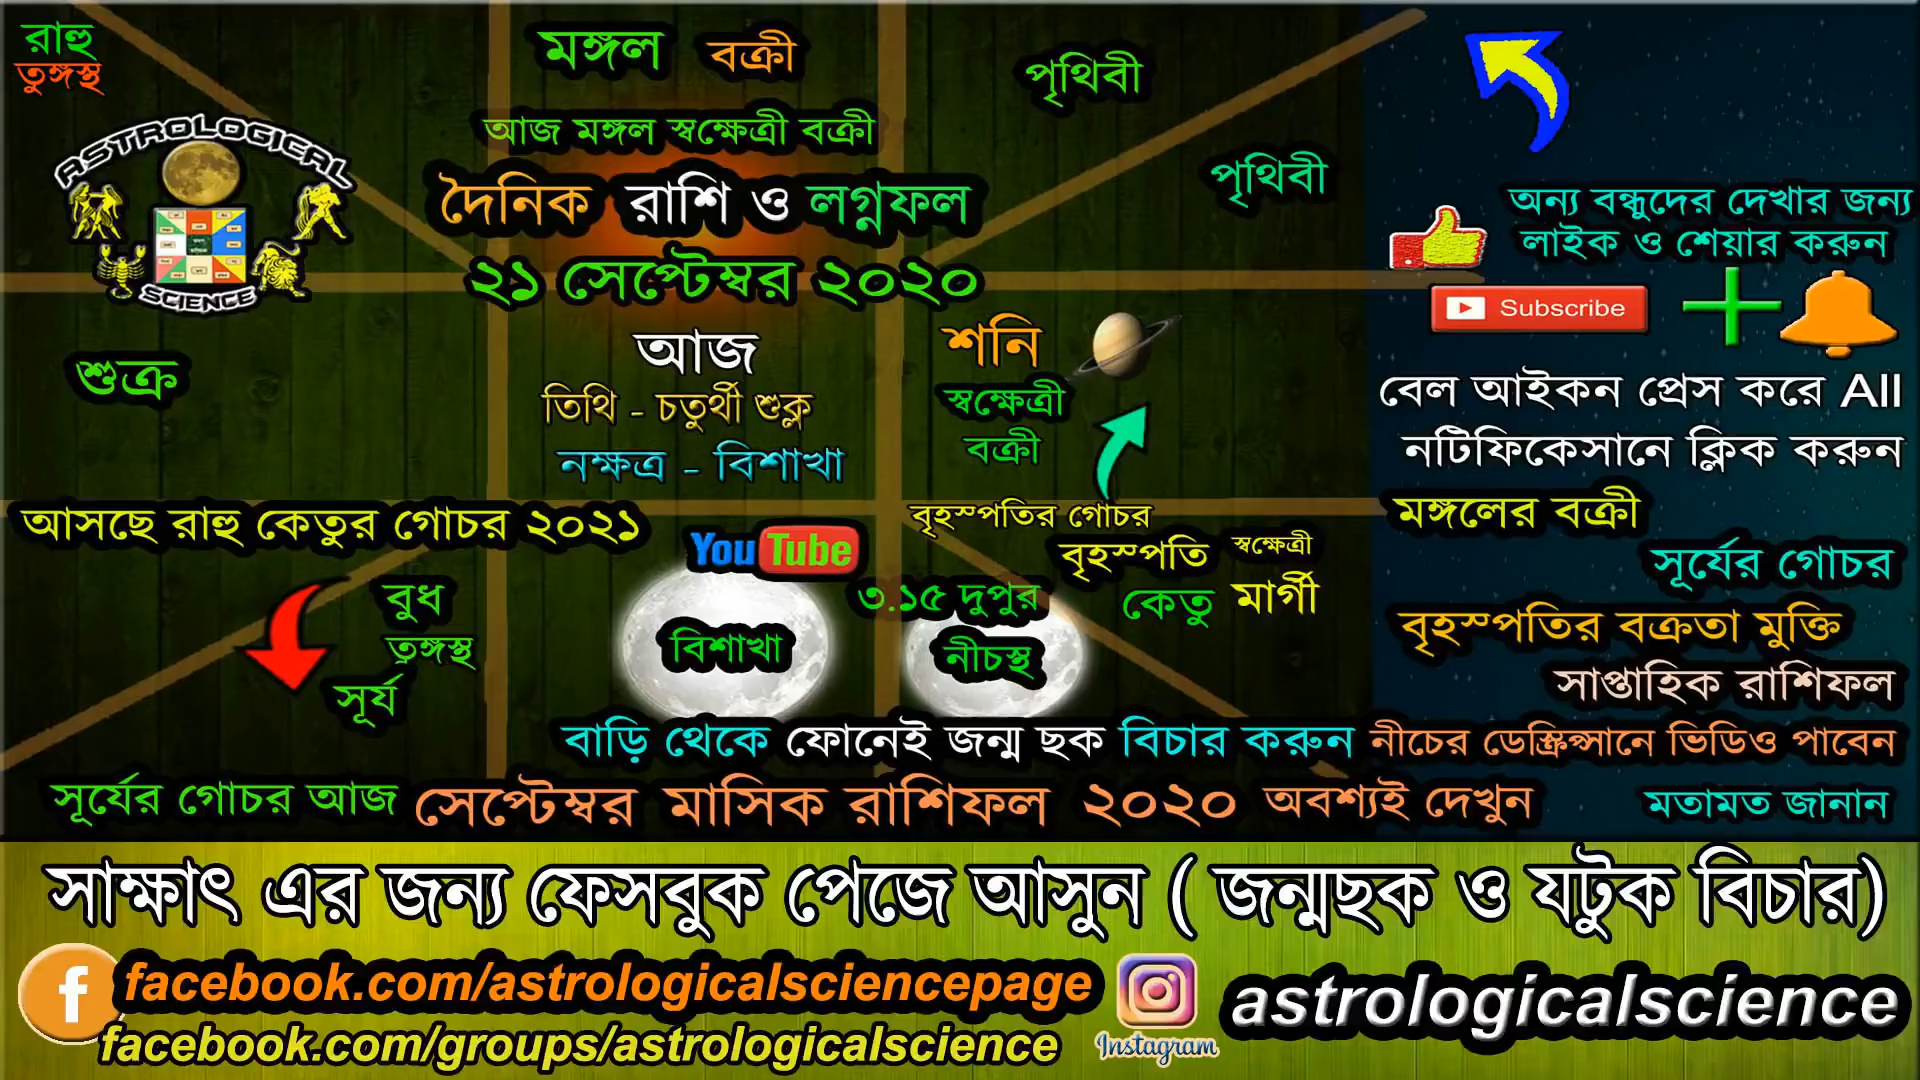 রাহু
তুঙ্গস্থ
মঙ্গল বক্রী
পৃথিবী
আজ মঙ্গল স্বক্ষেত্রী বক্রী
পৃথিবী
ASTROLOGICAL
SCIENCE
দৈনিক রাশি ও লগ্নফল
২১ সেপ্টেম্বর ২০২০
অন্য বন্ধুদের দেখার জন্য
লাইক ও শেয়ার করুন
Subscribe
শুক্র
আজ
তিথি - চতুর্থী শুক্ল
নক্ষত্র - বিশাখা
শনি
স্বক্ষেত্রী
বক্রী
বেল আইকন প্রেস করে All
নটিফিকেসানে ক্লিক করুন
আসছে রাহু কেতুর গোচর ২০২১
YouTube
বৃহস্পতির গোচর
বৃহস্পতি স্বক্ষেত্রী
কেতু মার্গী
মঙ্গলের বক্রী
সূর্যের গোচর
বুধ
তুঙ্গস্থ
সূর্য
বিশাখা
৩.১৫ দুপুর
নীচস্থ
বৃহস্পতির বক্রতা মুক্তি
সাপ্তাহিক রাশিফল
বাড়ি থেকে ফোনেই জন্ম ছক বিচার করুন
নীচের ডেস্ক্রিপ্সানে ভিডিও পাবেন
সূর্যের গোচর আজ
সেপ্টেম্বর মাসিক রাশিফল ২০২০ অবশ্যই দেখুন
মতামত জানান
সাক্ষাৎ এর জন্য ফেসবুক পেজে আসুন ( জন্মছক ও যটুক বিচার)
facebook.com/astrologicalsciencepage
facebook.com/groups/astrologicalscience
Instagram
astrologicalscience